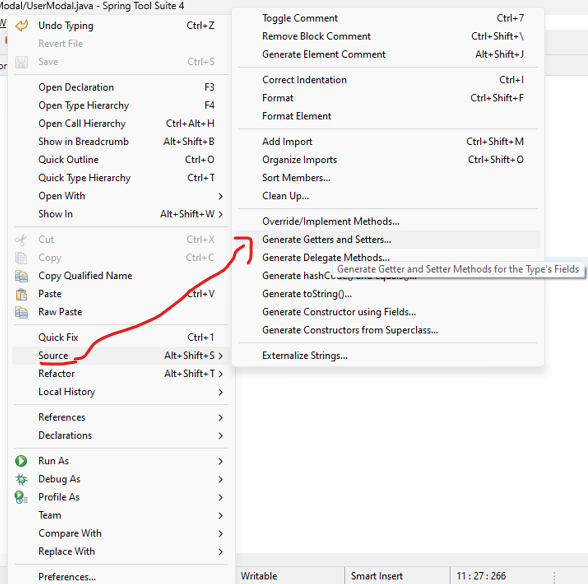 Modal/UserModal.java - Spring Tool Suite 4
Undo Typing Ctrl+Z
Revert File
Save Ctrl+S
Open Declaration F3
Open Type Hierarchy F4
Open Call Hierarchy Ctrl+Alt+H
Show in Breadcrumb Alt+Shift+B
Quick Outline Ctrl+O
Quick Type Hierarchy Ctrl+T
Open With
Show In Alt+Shift+W
Cut Ctrl+X
Copy Ctrl+C
Copy Qualified Name
Paste Ctrl+V
Raw Paste
Quick Fix Ctrl+1
Source Alt+Shift+S
Refactor Alt+Shift+T
Local History
References
Declarations
Run As
Debug As
Profile As
Team
Compare With
Replace With
Preferences...
Toggle Comment Ctrl+7
Remove Block Comment Ctrl+Shift+\
Generate Element Comment Alt+Shift+J
Correct Indentation Ctrl+I
Format Ctrl+Shift+F
Format Element
Add Import Ctrl+Shift+M
Organize Imports Ctrl+Shift+O
Sort Members...
Clean Up...
Override/Implement Methods...
Generate Getters and Setters...
Generate Delegate Methods...
Generate Getter and Setter Methods for the Type's Fields
Generate hashCode() and equals()...
Generate toString()...
Generate Constructor using Fields...
Generate Constructors from Superclass...
Externalize Strings...
Writable Smart Insert 11 : 27 : 266